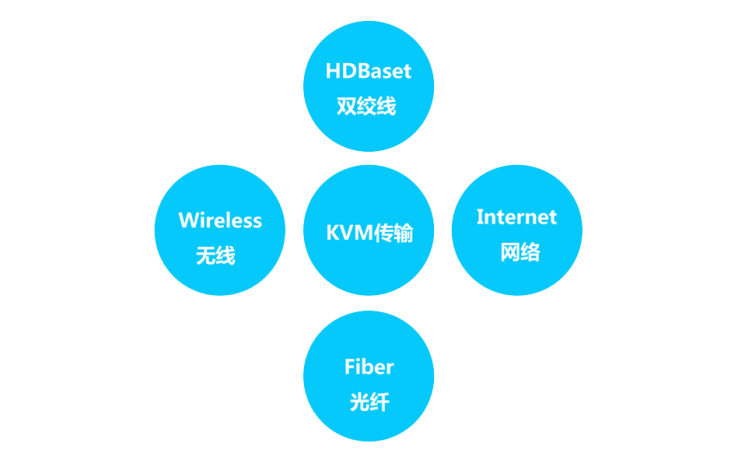 HDBaset
双绞线
Wireless
无线
KVM传输
Internet
网络
Fiber
光纤